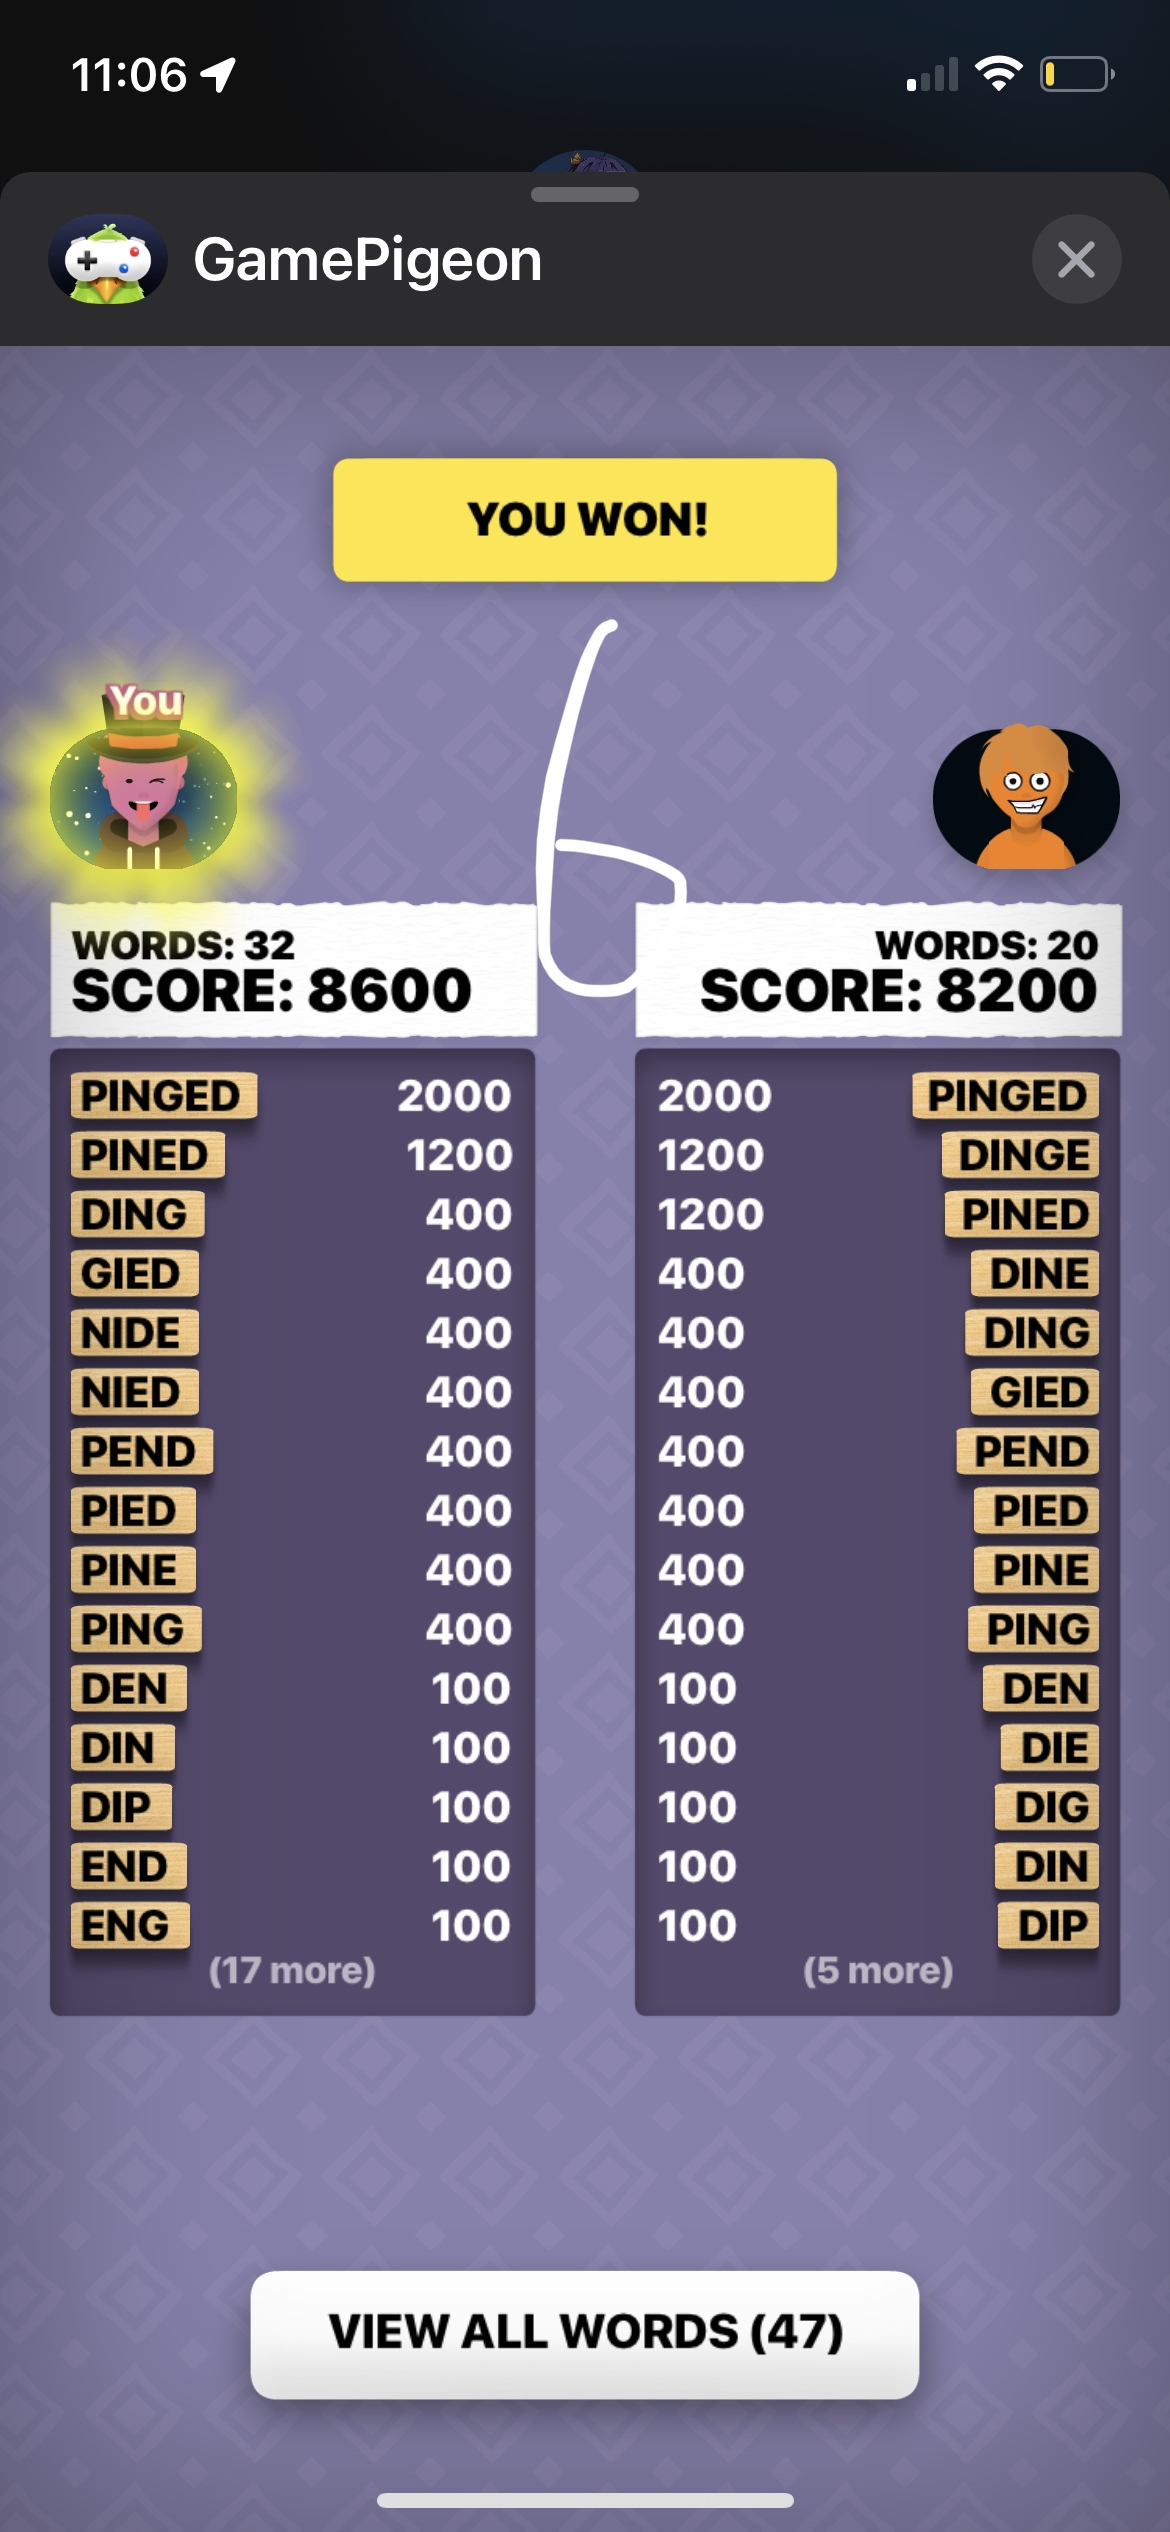 11:06
GamePigeon
YOU WON!
You
6
WORDS: 32
SCORE: 8600
WORDS: 20
SCORE: 8200
PINGED 2000
PINED 1200
DING 400
GIED 400
NIDE 400
NIED 400
PEND 400
PIED 400
PINE 400
PING 400
DEN 100
DIN 100
DIP 100
END 100
ENG 100
(17 more)
2000 PINGED
1200 DINGE
1200 PINED
400 DINE
400 DING
400 GIED
400 PEND
400 PIED
400 PINE
400 PING
100 DEN
100 DIE
100 DIG
100 DIN
100 DIP
(5 more)
VIEW ALL WORDS (47)